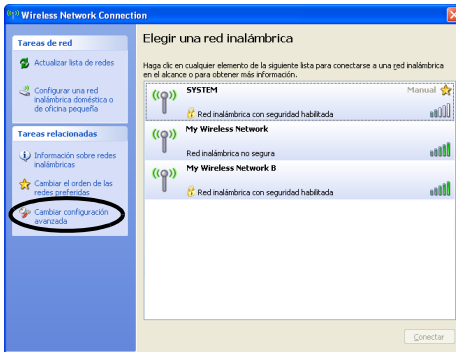 Wireless Network Connection
Tareas de red
Actualizar lista de redes
Configurar una red
inalámbrica doméstica o
de oficina pequeña
Tareas relacionadas
Información sobre redes
inalámbricas
Cambiar el orden de las
redes preferidas
Cambiar configuración
avanzada
Elegir una red inalámbrica
Haga clic en cualquier elemento de la siguiente lista para conectarse a una red inalámbrica
en el alcance o para obtener más información.
SYSTEM Manual
Red inalámbrica con seguridad habilitada
My Wireless Network
Red inalámbrica no segura
My Wireless Network B
Red inalámbrica con seguridad habilitada
Conectar